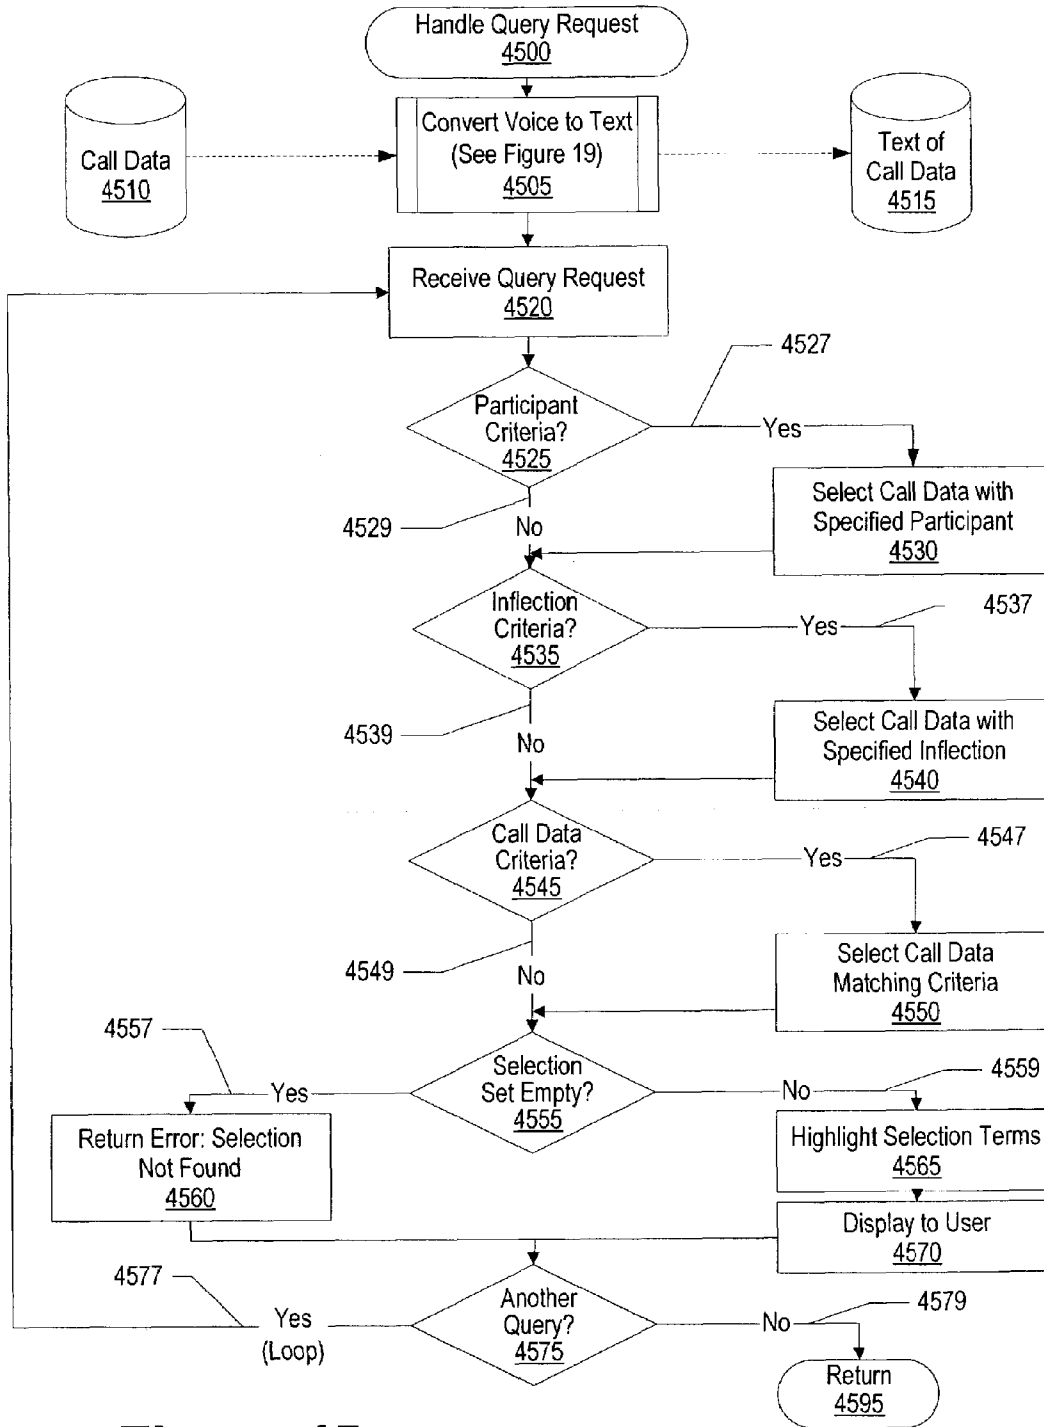 Handle Query Request
4500
Call Data
4510
Convert Voice to Text
(See Figure 19)
4505
Text of
Call Data
4515
Receive Query Request
4520
4527
Participant
Criteria?
4525
Yes
4529
No
Select Call Data with
Specified Participant
4530
Inflection
Criteria?
4535
Yes
4537
4539
No
Select Call Data with
Specified Inflection
4540
Call Data
Criteria?
4545
Yes
4547
4549
No
Select Call Data
Matching Criteria
4550
4557
Yes
Selection
Set Empty?
4555
No
4559
Return Error: Selection
Not Found
4560
Highlight Selection Terms
4565
Display to User
4570
4577
Yes
(Loop)
Another
Query?
4575
No
4579
Return
4595